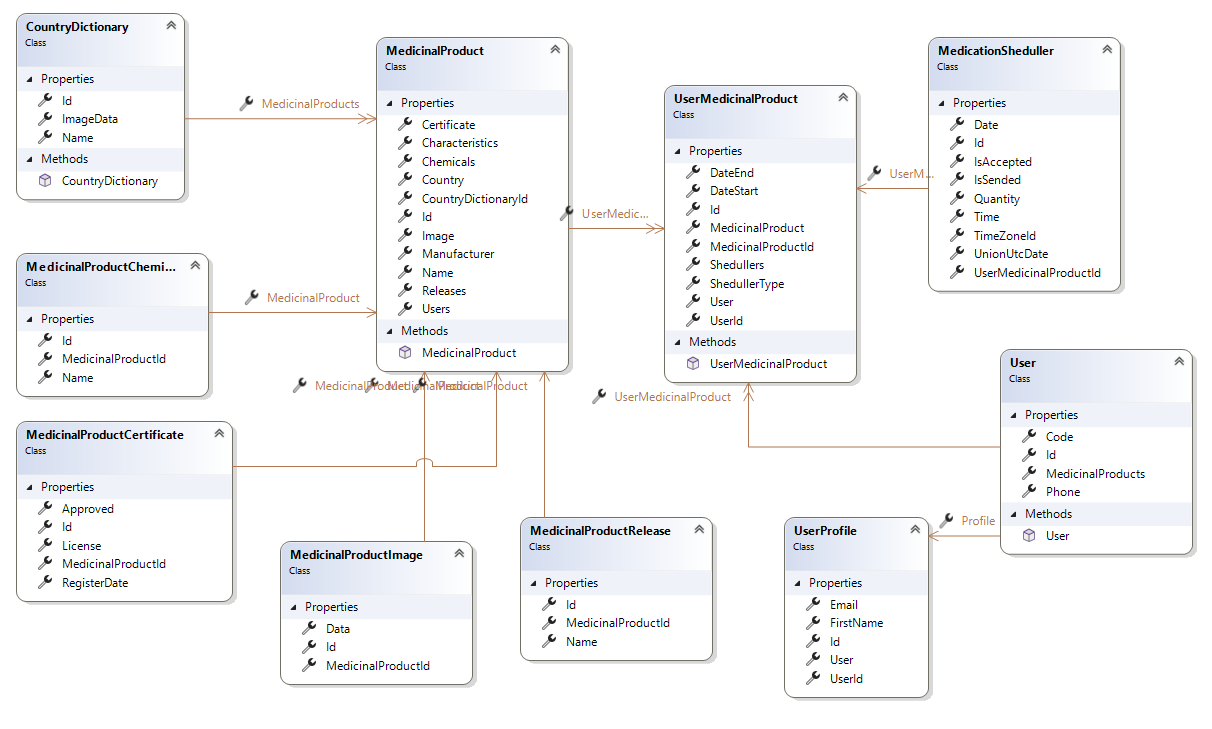 CountryDictionary
Class
Properties
Id
ImageData
Name
Methods
CountryDictionary
MedicinalProducts
MedicinalProduct
Class
Properties
Certificate
Characteristics
Chemicals
Country
CountryDictionaryId
Id
Image
Manufacturer
Name
Releases
Users
Methods
MedicinalProduct
UserMedic...
UserMedicinalProduct
Class
Properties
DateEnd
DateStart
Id
MedicinalProduct
MedicinalProductId
Shedullers
ShedullerType
User
UserId
Methods
UserMedicinalProduct
UserM...
MedicationSheduller
Class
Properties
Date
Id
IsAccepted
IsSended
Quantity
Time
TimeZoneId
UnionUtcDate
UserMedicinalProductId
MedicinalProductChemi...
Class
Properties
Id
MedicinalProductId
Name
MedicinalProduct
MedicinalProduct
MedicinalProduct
MedicinalProduct
UserMedicinalProduct
User
Class
Properties
Code
Id
MedicinalProducts
Phone
Methods
User
MedicinalProductCertificate
Class
Properties
Approved
Id
License
MedicinalProductId
RegisterDate
MedicinalProductImage
Class
Properties
Data
Id
MedicinalProductId
MedicinalProductRelease
Class
Properties
Id
MedicinalProductId
Name
UserProfile
Class
Properties
Email
FirstName
Id
User
UserId
Profile